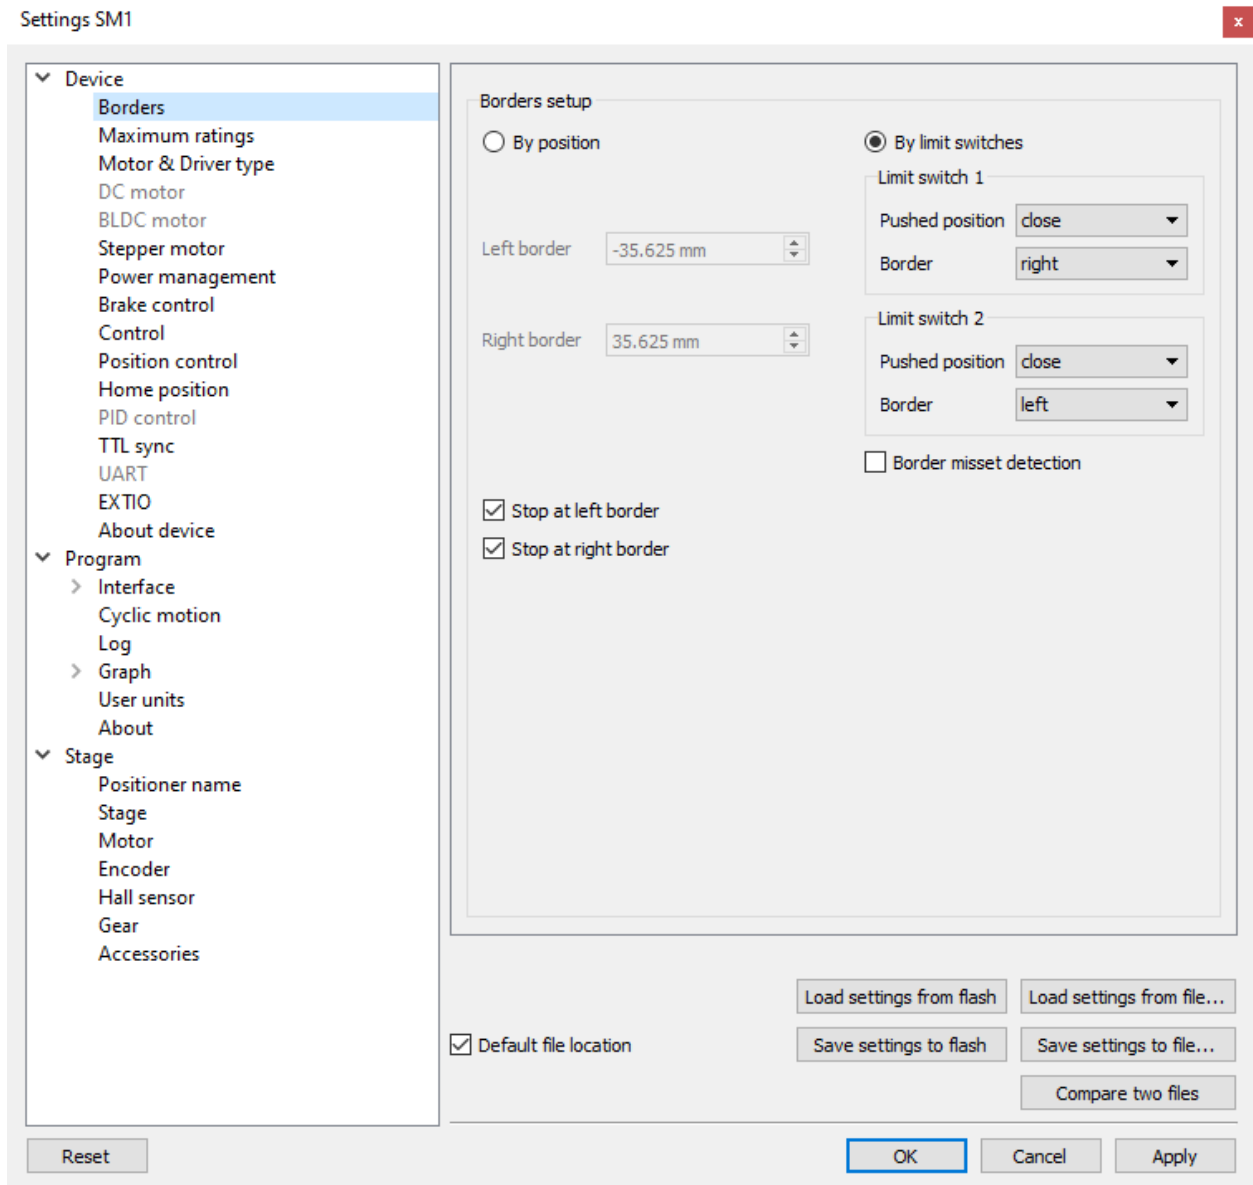 Settings SM1
x
Device
Borders
Maximum ratings
Motor & Driver type
DC motor
BLDC motor
Stepper motor
Power management
Brake control
Control
Position control
Home position
PID control
TTL sync
UART
EXTIO
About device
Program
Interface
Cyclic motion
Log
Graph
User units
About
Stage
Positioner name
Stage
Motor
Encoder
Hall sensor
Gear
Accessories
Borders setup
By position
Left border -35.625 mm
Right border 35.625 mm
By limit switches
Limit switch 1
Pushed position close
Border right
Limit switch 2
Pushed position close
Border left
Border misset detection
Stop at left border
Stop at right border
Load settings from flash Load settings from file...
Default file location Save settings to flash Save settings to file...
Compare two files
Reset OK Cancel Apply